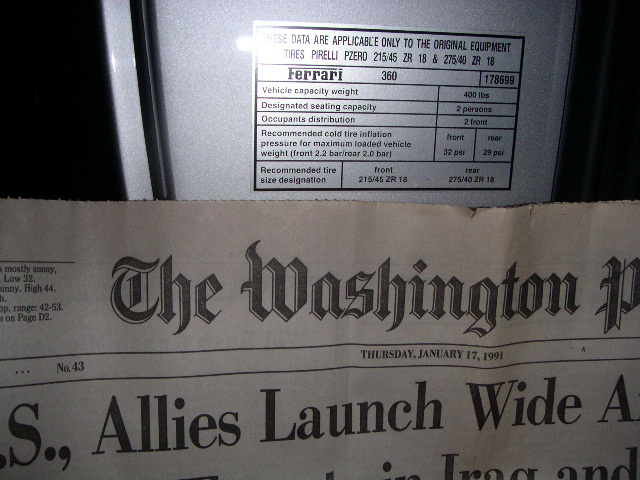 THESE DATA ARE APPLICABLE ONLY TO THE ORIGINAL EQUIPMENT
TIRES PIRELLI PZERO 215/45 ZR 18 & 275/40 ZR 18
Ferrari 360 178699
Vehicle capacity weight 400 lbs
Designated seating capacity 2 persons
Occupants distribution 2 front
Recommended cold tire inflation front rear
pressure for maximum loaded vehicle
weight (front 2.2 bar/rear 2.0 bar) 32 psi 29 psi
Recommended tire front rear
size designation 215/45 ZR 18 - 275/40 ZR 18
mostly sunny,
Low 32.
unny. High 44.
h.
op. range: 42-53.
s on Page D2.
The Washington P
... No. 43
THURSDAY, JANUARY 17, 1991
.S., Allies Launch Wide A
in Iraq and